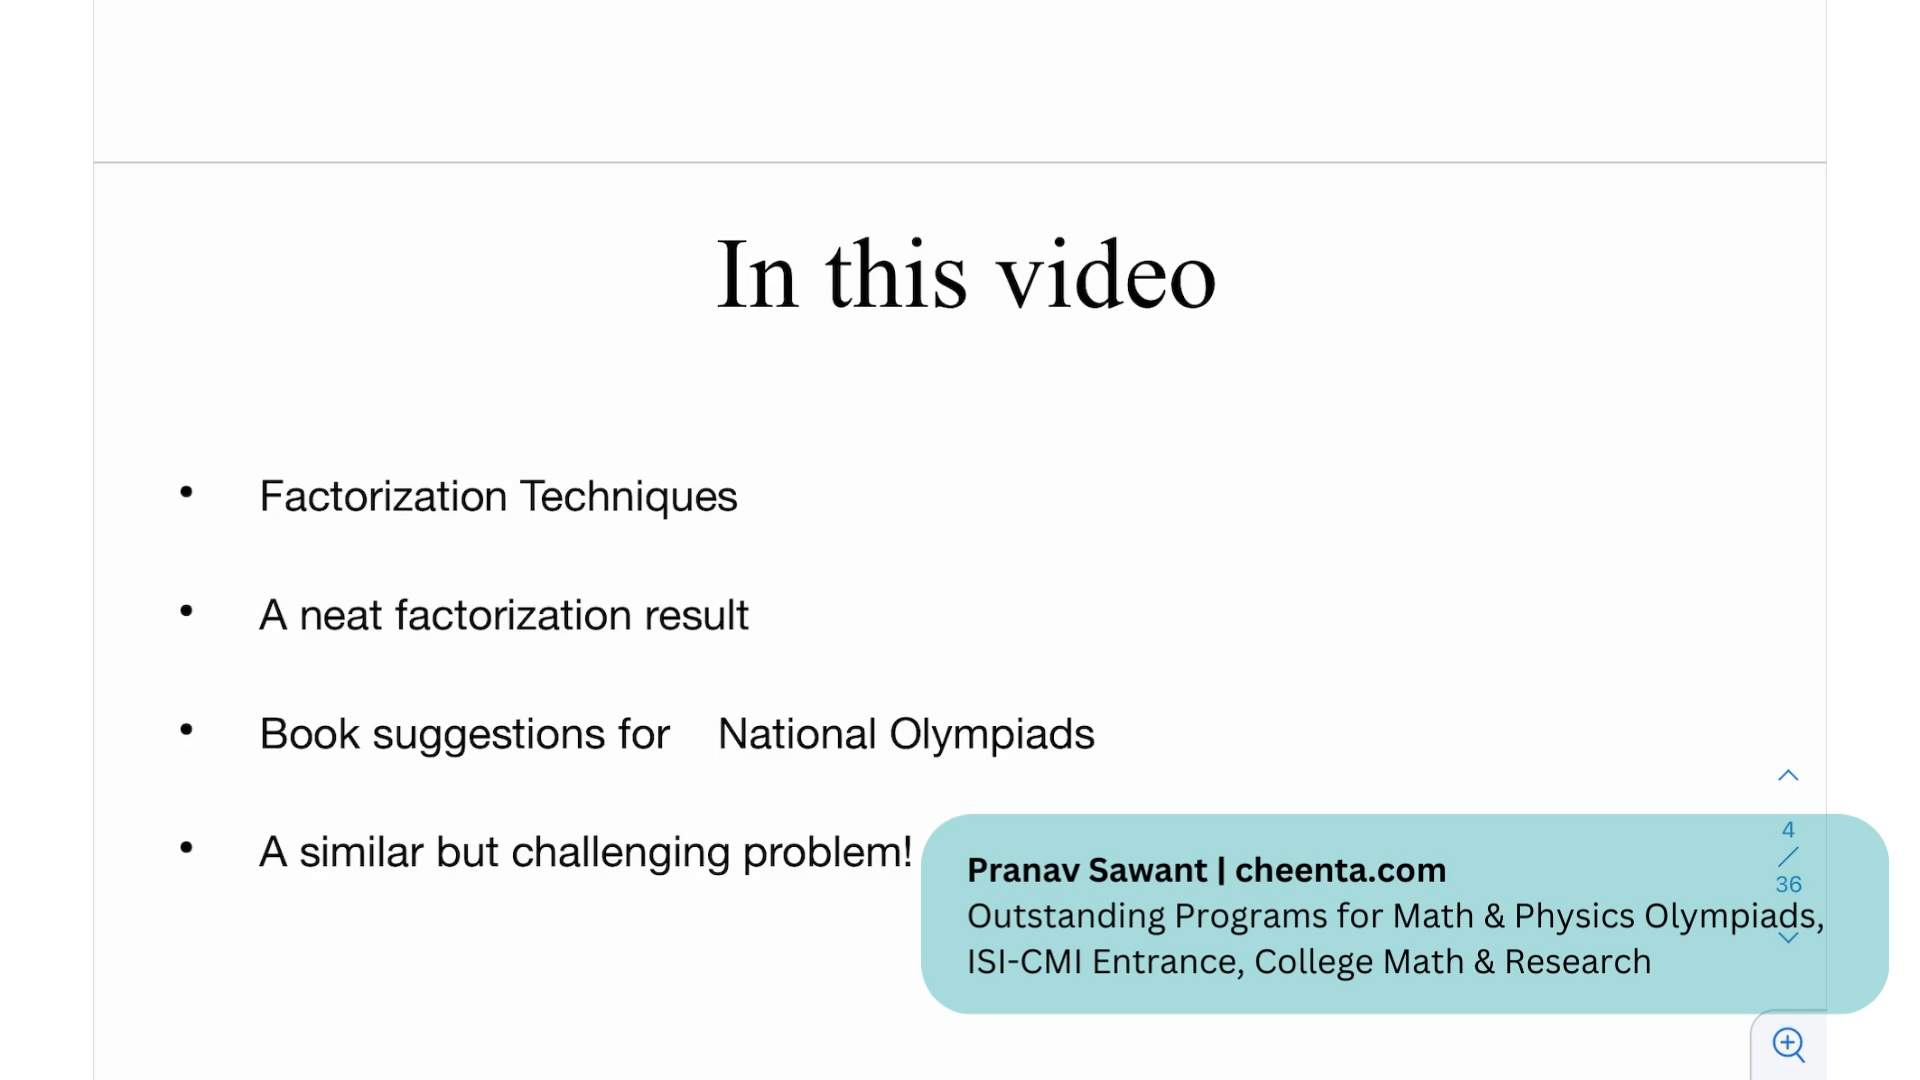 In this video
• Factorization Techniques
• A neat factorization result
• Book suggestions for National Olympiads
• A similar but challenging problem!
4
/
36
Pranav Sawant | cheenta.com
Outstanding Programs for Math & Physics Olympiads,
ISI-CMI Entrance, College Math & Research